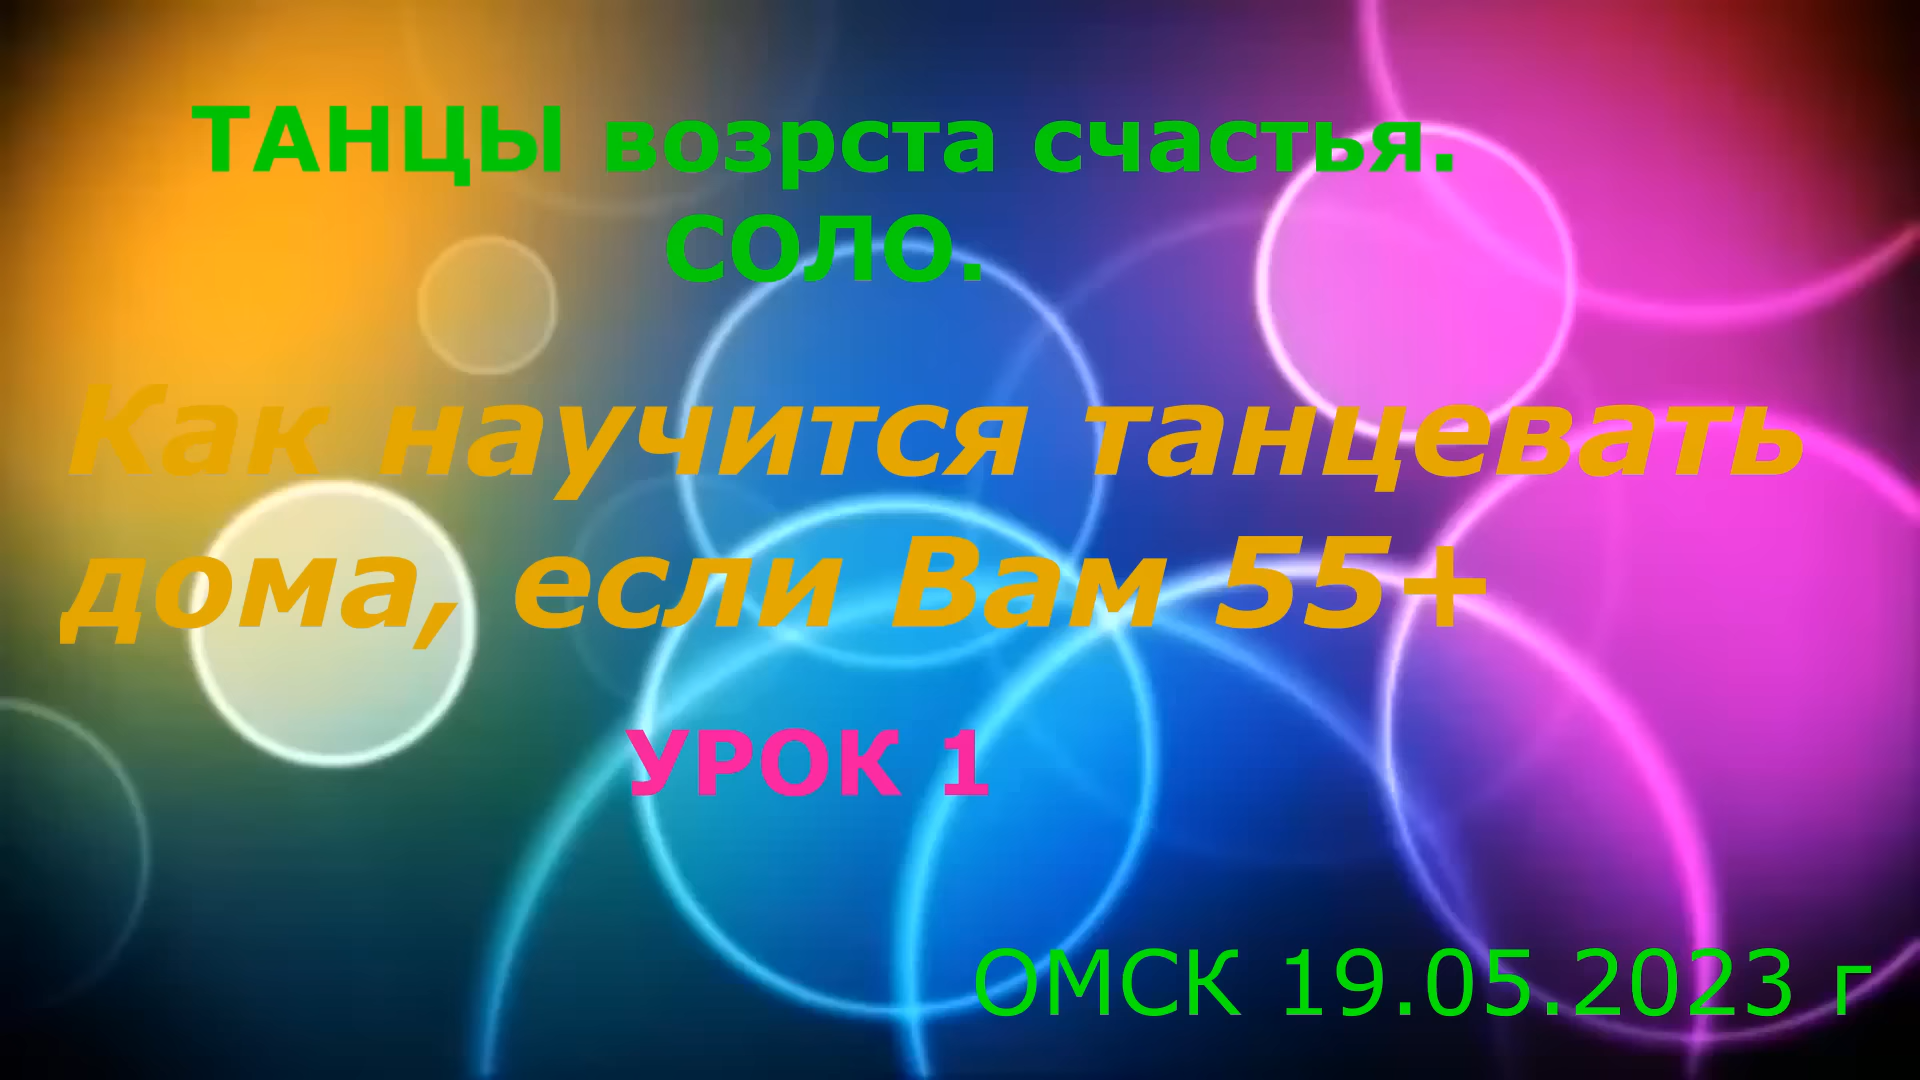 ТАНЦЫ возрста счастья.
СОЛО.
Как научится танцевать
дома, если Вам 55+
УРОК 1
ОМСК 19.05.2023 г